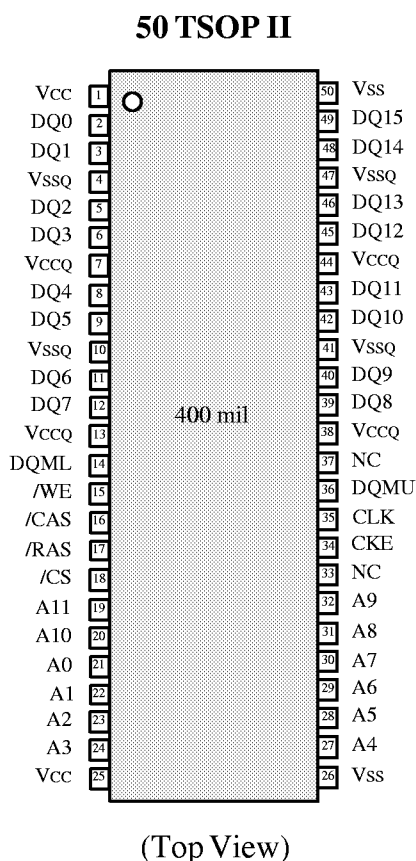 50 TSOP II
VCC 1 50 VSS
DQ0 2 49 DQ15
DQ1 3 48 DQ14
VSSQ 4 47 VSSQ
DQ2 5 46 DQ13
DQ3 6 45 DQ12
VCCQ 7 44 VCCQ
DQ4 8 43 DQ11
DQ5 9 42 DQ10
VSSQ 10 41 VSSQ
DQ6 11 40 DQ9
DQ7 12 39 DQ8
400 mil
VCCQ 13 38 VCCQ
DQML 14 37 NC
/WE 15 36 DQMU
/CAS 16 35 CLK
/RAS 17 34 CKE
/CS 18 33 NC
A11 19 32 A9
A10 20 31 A8
A0 21 30 A7
A1 22 29 A6
A2 23 28 A5
A3 24 27 A4
VCC 25 26 VSS
(Top View)